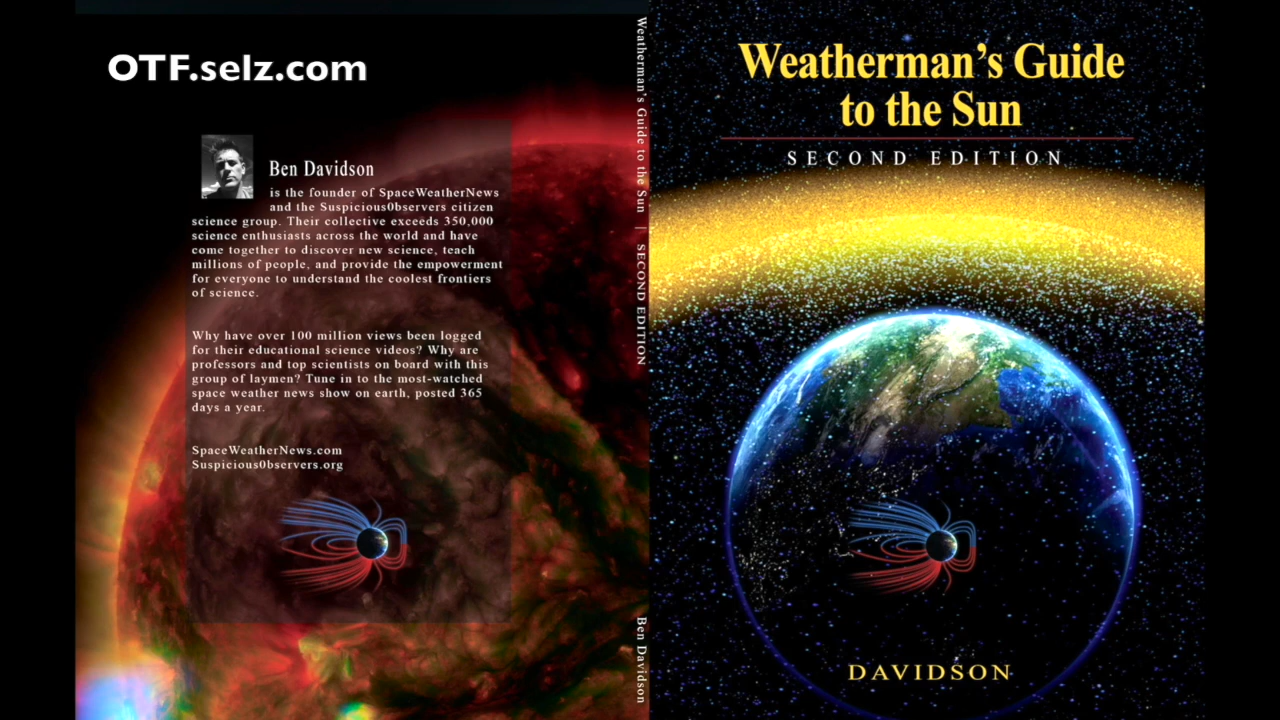 OTF.selz.com
Ben Davidson
is the founder of SpaceWeatherNews
and the Suspicious0bservers citizen
science group. Their collective exceeds 350,000
science enthusiasts across the world and have
come together to discover new science, teach
millions of people, and provide the empowerment
for everyone to understand the coolest frontiers
of science.
Why have over 100 million views been logged
for their educational science videos? Why are
professors and top scientists on board with this
group of laymen? Tune in to the most-watched
space weather news show on earth, posted 365
days a year.
SpaceWeatherNews.com
Suspicious0bservers.org
Weatherman's Guide to the Sun | SECOND EDITION
Ben Davidson
Weatherman's Guide
to the Sun
SECOND EDITION
DAVIDSON